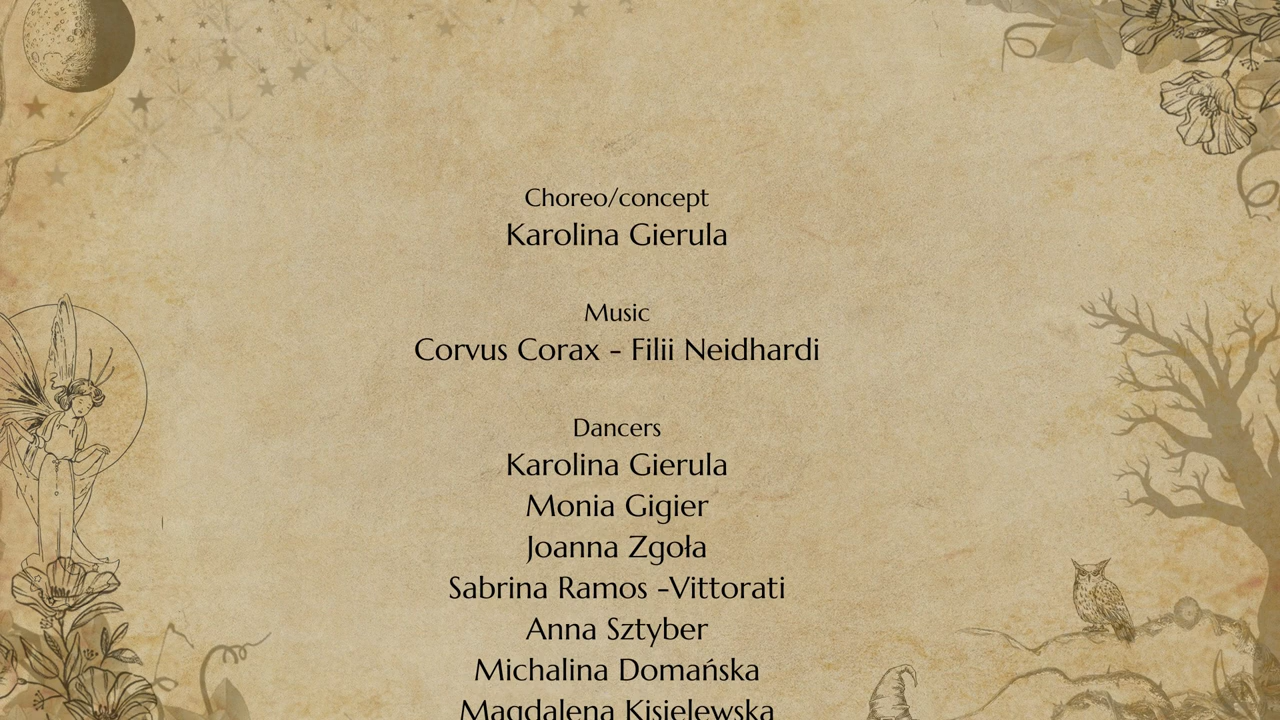 Choreo/concept
Karolina Gierula
Music
Corvus Corax - Filii Neidhardi
Dancers
Karolina Gierula
Monia Gigier
Joanna Zgoła
Sabrina Ramos -Vittorati
Anna Sztyber
Michalina Domańska
Magdalena Kisielewska